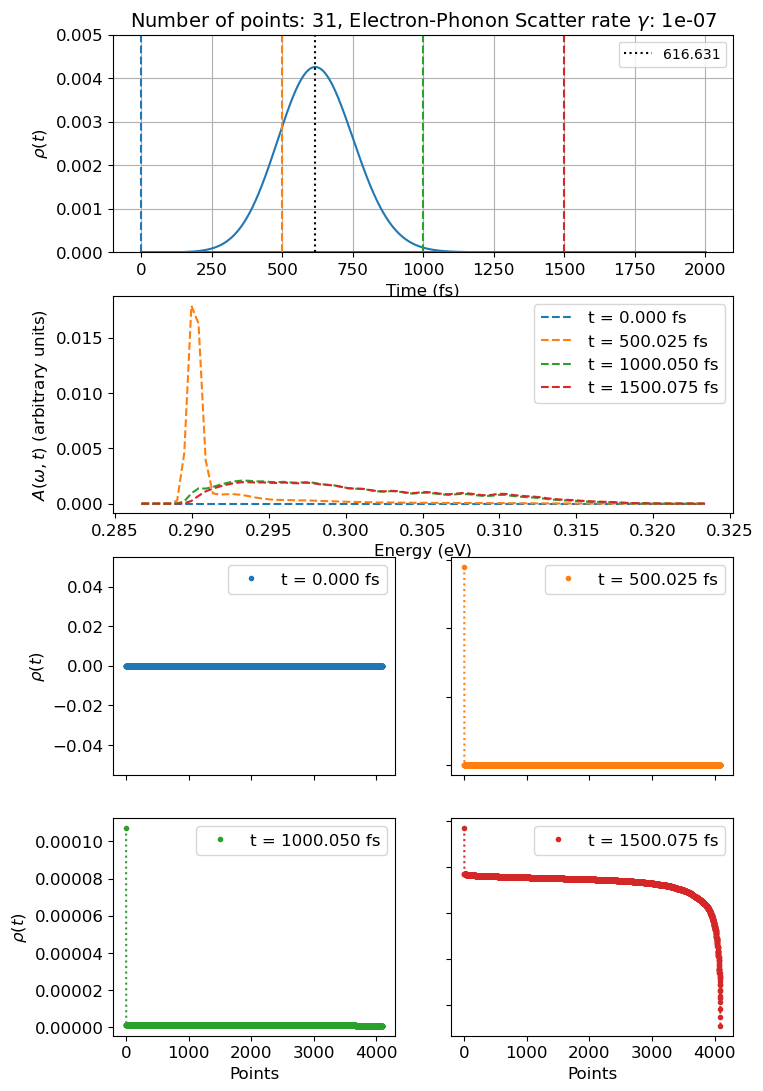 Number of points: 31, Electron-Phonon Scatter rate γ: 1e-07
0.005
0.004
0.003
0.002
0.001
0.000
ρ(t)
616.631
0 250 500 750 1000 1250 1500 1750 2000
Time (fs)
0.015
0.010
0.005
0.000
A(ω, t) (arbitrary units)
t = 0.000 fs
t = 500.025 fs
t = 1000.050 fs
t = 1500.075 fs
0.285 0.290 0.295 0.300 0.305 0.310 0.315 0.320 0.325
Energy (eV)
0.04
0.02
0.00
−0.02
−0.04
ρ(t)
t = 0.000 fs
t = 500.025 fs
0.00010
0.00008
0.00006
0.00004
0.00002
0.00000
ρ(t)
t = 1000.050 fs
0 1000 2000 3000 4000
Points
t = 1500.075 fs
0 1000 2000 3000 4000
Points